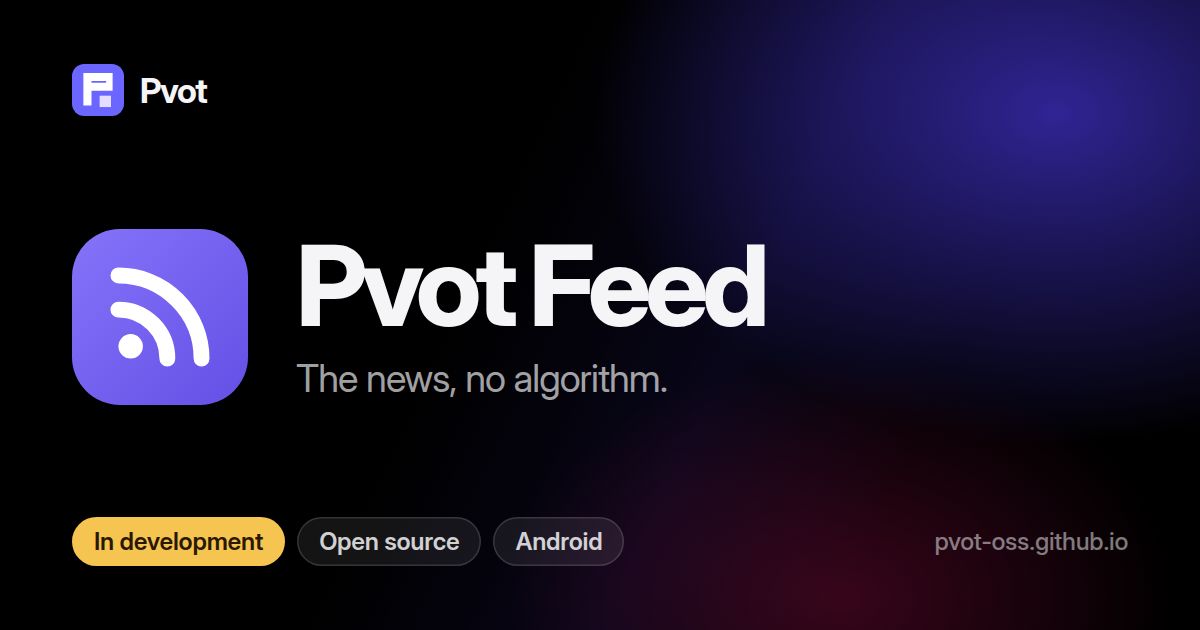 Pvot
Pvot Feed
The news, no algorithm.
In development
Open source
Android
pvot-oss.github.io